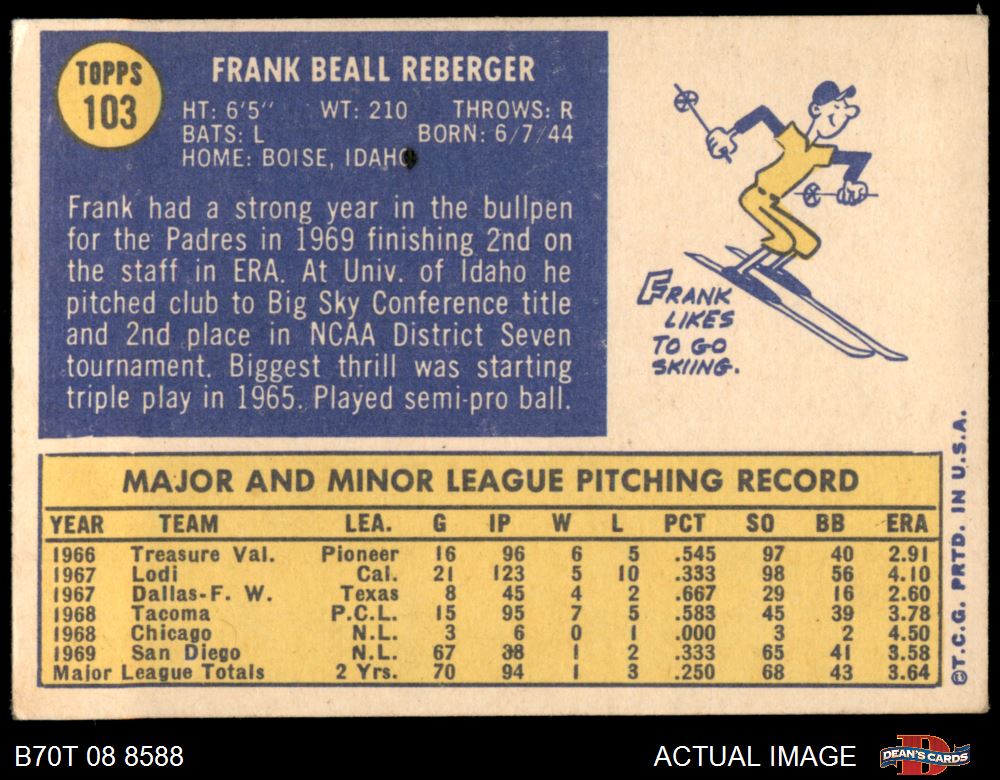 TOPPS
103
FRANK BEALL REBERGER
HT: 6'5" WT: 210 THROWS: R
BATS: L BORN: 6/7/44
HOME: BOISE, IDAHO
Frank had a strong year in the bullpen
for the Padres in 1969 finishing 2nd on
the staff in ERA. At Univ. of Idaho he
pitched club to Big Sky Conference title
and 2nd place in NCAA District Seven
tournament. Biggest thrill was starting
triple play in 1965. Played semi-pro ball.
FRANK
LIKES
TO GO
SKIING.
MAJOR AND MINOR LEAGUE PITCHING RECORD
YEAR TEAM LEA. G IP W L PCT SO BB ERA
1966 Treasure Val. Pioneer 16 96 6 5 .545 97 40 2.91
1967 Lodi Cal. 21 123 5 10 .333 98 56 4.10
1967 Dallas-F. W. Texas 8 45 4 2 .667 29 16 2.60
1968 Tacoma P.C.L. 15 95 7 5 .583 45 39 3.78
1968 Chicago N.L. 3 6 0 1 .000 3 2 4.50
1969 San Diego N.L. 67 38 1 2 .333 65 41 3.58
Major League Totals 2 Yrs. 70 94 1 3 .250 68 43 3.64
©T.C.G. PRTD. IN U.S.A.
B70T 08 8588
ACTUAL IMAGE
DEAN'S CARDS